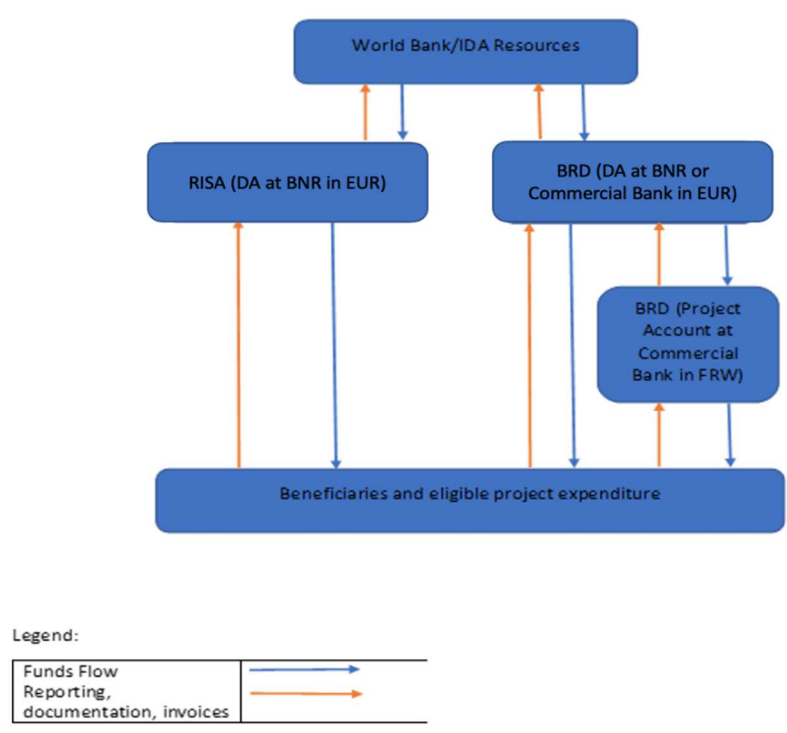 World Bank/IDA Resources
RISA (DA at BNR in EUR)
BRD (DA at BNR or
Commercial Bank in EUR)
BRD (Project
Account at
Commercial
Bank in FRW)
Beneficiaries and eligible project expenditure
Legend:
Funds Flow
Reporting,
documentation, invoices